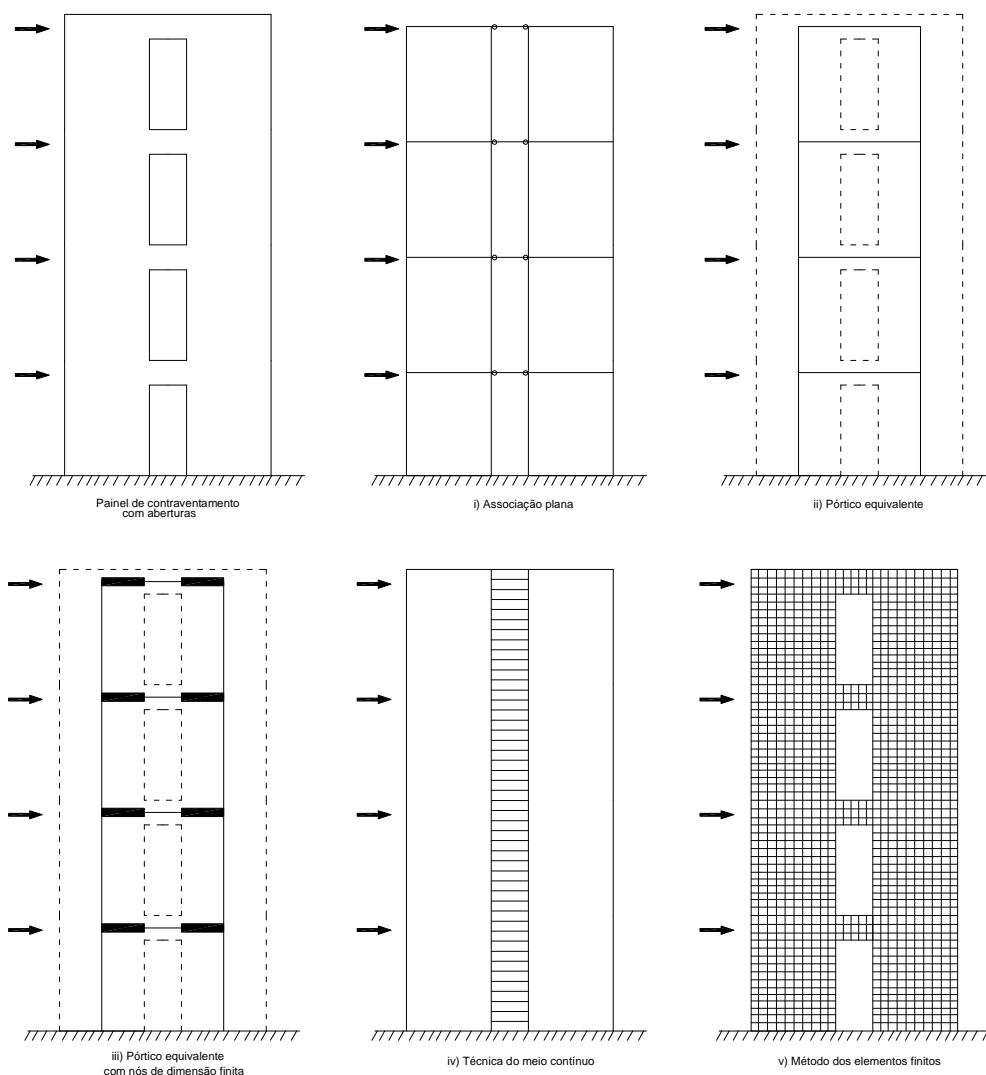 Painel de contraventamento
com aberturas
i) Associação plana
ii) Pórtico equivalente
iii) Pórtico equivalente
com nós de dimensão finita
iv) Técnica do meio contínuo
v) Método dos elementos finitos